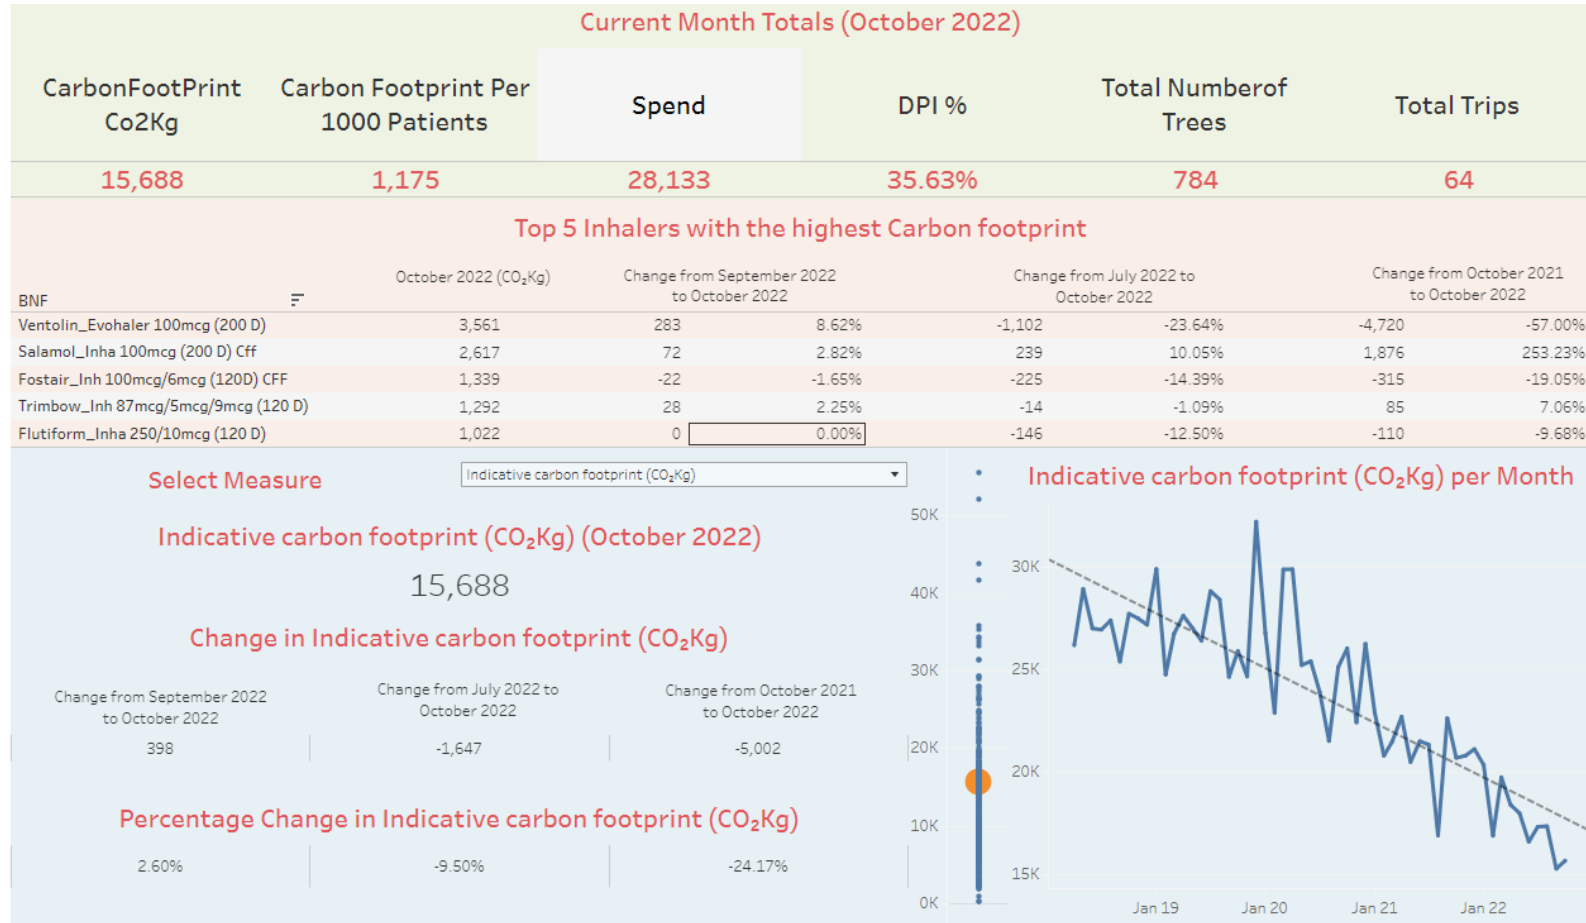 Current Month Totals (October 2022)
CarbonFootPrint Co2Kg
Carbon Footprint Per 1000 Patients
Spend
DPI %
Total Numberof Trees
Total Trips
15,688 1,175 28,133 35.63% 784 64
Top 5 Inhalers with the highest Carbon footprint
BNF
October 2022 (CO₂Kg)
Change from September 2022 to October 2022
Change from July 2022 to October 2022
Change from October 2021 to October 2022
Ventolin_Evohaler 100mcg (200 D) 3,561 283 8.62% -1,102 -23.64% -4,720 -57.00%
Salamol_Inha 100mcg (200 D) Cff 2,617 72 2.82% 239 10.05% 1,876 253.23%
Fostair_Inh 100mcg/6mcg (120D) CFF 1,339 -22 -1.65% -225 -14.39% -315 -19.05%
Trimbow_Inh 87mcg/5mcg/9mcg (120 D) 1,292 28 2.25% -14 -1.09% 85 7.06%
Flutiform_Inha 250/10mcg (120 D) 1,022 0 0.00% -146 -12.50% -110 -9.68%
Select Measure
Indicative carbon footprint (CO₂Kg)
Indicative carbon footprint (CO₂Kg) (October 2022)
15,688
Change in Indicative carbon footprint (CO₂Kg)
Change from September 2022 to October 2022
Change from July 2022 to October 2022
Change from October 2021 to October 2022
398 -1,647 -5,002
Percentage Change in Indicative carbon footprint (CO₂Kg)
2.60% -9.50% -24.17%
50K
40K
30K
20K
10K
0K
Indicative carbon footprint (CO₂Kg) per Month
30K
25K
20K
15K
Jan 19 Jan 20 Jan 21 Jan 22